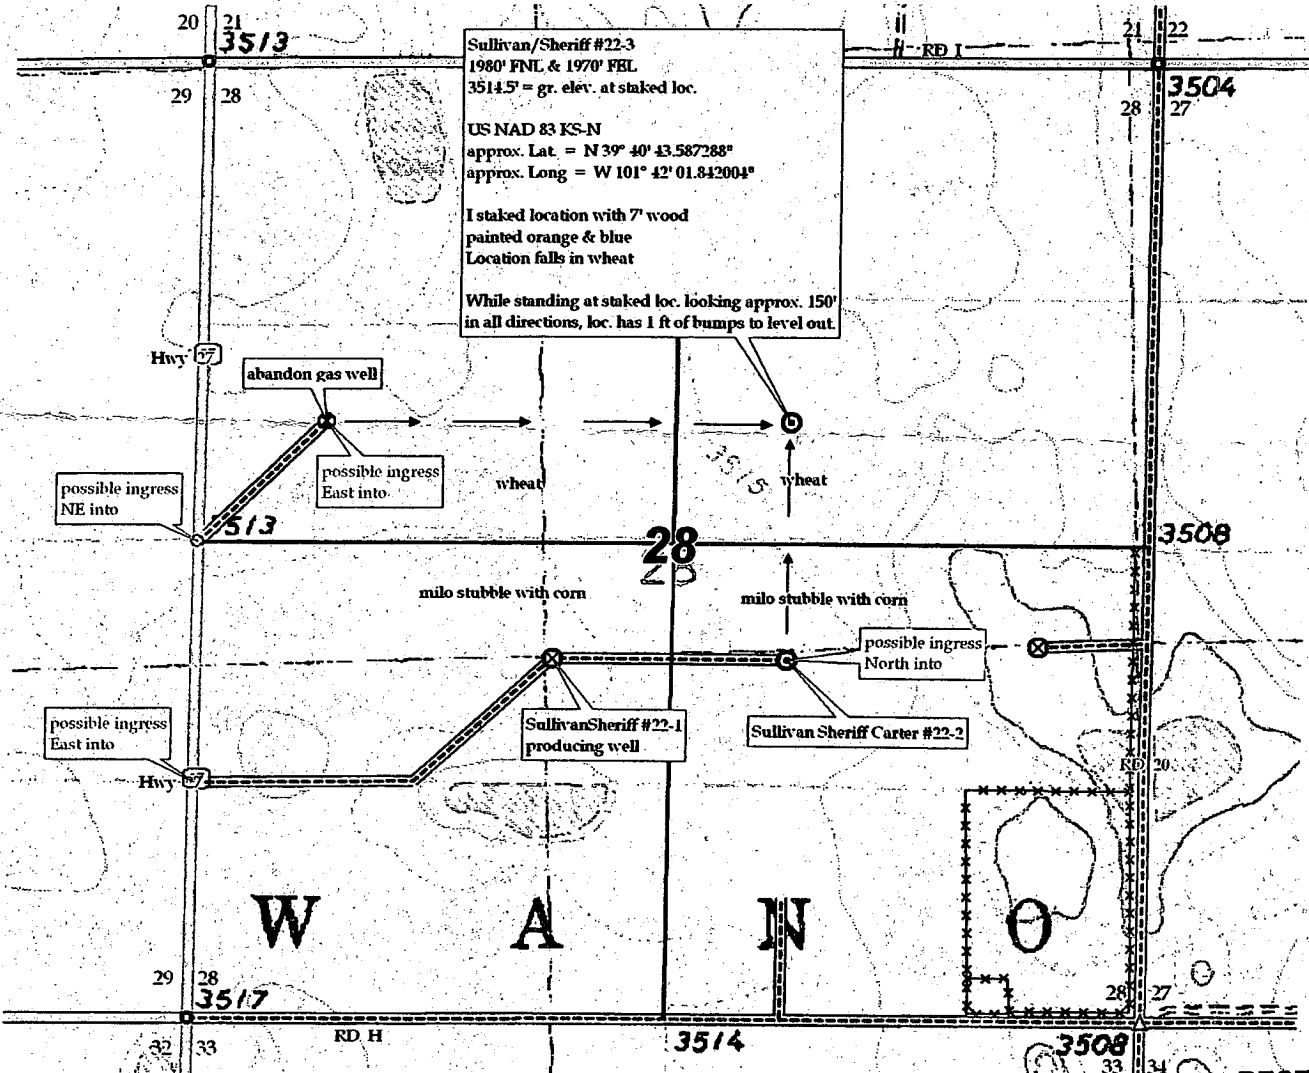 20 21
3513
21 22
RD I
29 28
3504
28 27
Sullivan/Sheriff #22-3
1980' FNL & 1970' FEL
3514.5' = gr. elev. at staked loc.
US NAD 83 KS-N
approx. Lat. = N 39° 40' 43.587288"
approx. Long = W 101° 42' 01.842004"
I staked location with 7' wood
painted orange & blue
Location falls in wheat
While standing at staked loc. looking approx. 150'
in all directions, loc. has 1 ft of bumps to level out.
Hwy
abandon gas well
possible ingress
East into
possible ingress
NE into
wheat
3515
wheat
3513
28
3508
milo stubble with corn
milo stubble with corn
possible ingress
North into
possible ingress
East into
SullivanSheriff #22-1
producing well
Sullivan Sheriff Carter #22-2
Hwy
RD 20
W A N O
29 28
3517
28 27
RD H
3514
3508
32 33
33 34